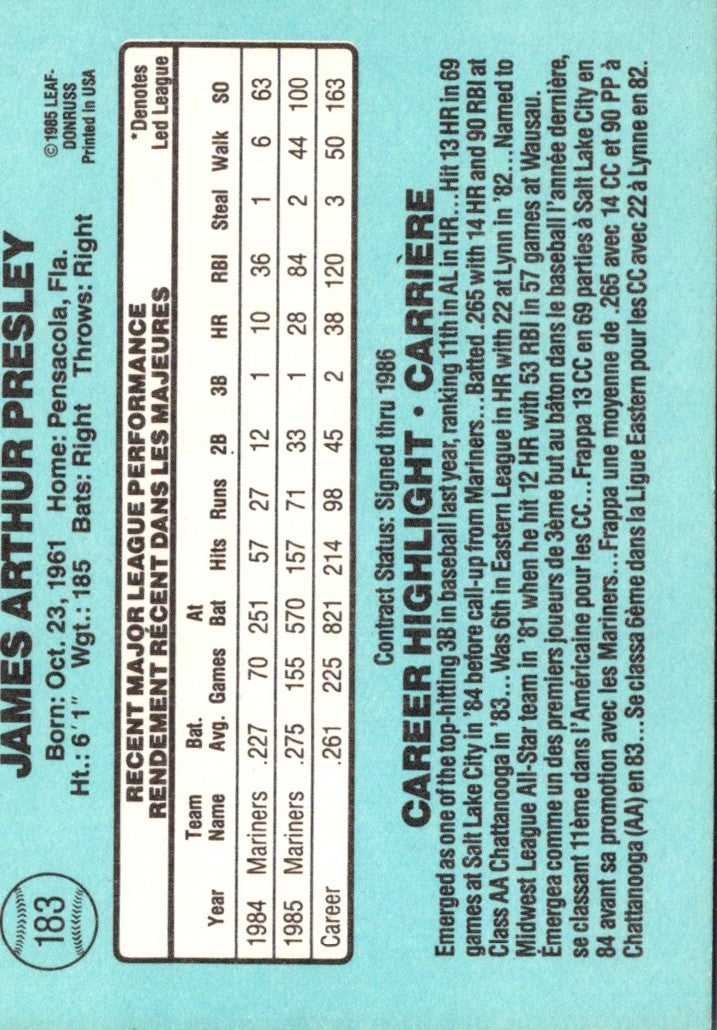 183
JAMES ARTHUR PRESLEY
Born: Oct. 23, 1961 Home: Pensacola, Fla.
Ht.: 6'1" Wgt.: 185 Bats: Right Throws: Right
© 1985 LEAF-
DONRUSS
Printed in USA
RECENT MAJOR LEAGUE PERFORMANCE
RENDEMENT RÉCENT DANS LES MAJEURES
*Denotes
Led League
Team Bat. At
Year Name Avg. Games Bat Hits Runs 2B 3B HR RBI Steal Walk SO
1984 Mariners .227 70 251 57 27 12 1 10 36 1 6 63
1985 Mariners .275 155 570 157 71 33 1 28 84 2 44 100
Career .261 225 821 214 98 45 2 38 120 3 50 163
Contract Status: Signed thru 1986
CAREER HIGHLIGHT • CARRIÈRE
Emerged as one of the top-hitting 3B in baseball last year, ranking 11th in AL in HR...Hit 13 HR in 69
games at Salt Lake City in '84 before call-up from Mariners...Batted .265 with 14 HR and 90 RBI at
Class AA Chattanooga in '83...Was 6th in Eastern League in HR with 22 at Lynn in '82...Named to
Midwest League All-Star team in '81 when he hit 12 HR with 53 RBI in 57 games at Wausau.
Émergea comme un des premiers joueurs de 3ème but au bâton dans le baseball l'année dernière,
se classant 11ème dans l'Américaine pour les CC...Frappa 13 CC en 69 parties à Salt Lake City en
84 avant sa promotion avec les Mariners...Frappa une moyenne de .265 avec 14 CC et 90 PP à
Chattanooga (AA) en 83...Se classa 6ème dans la Ligue Eastern pour les CC avec 22 à Lynne en 82.